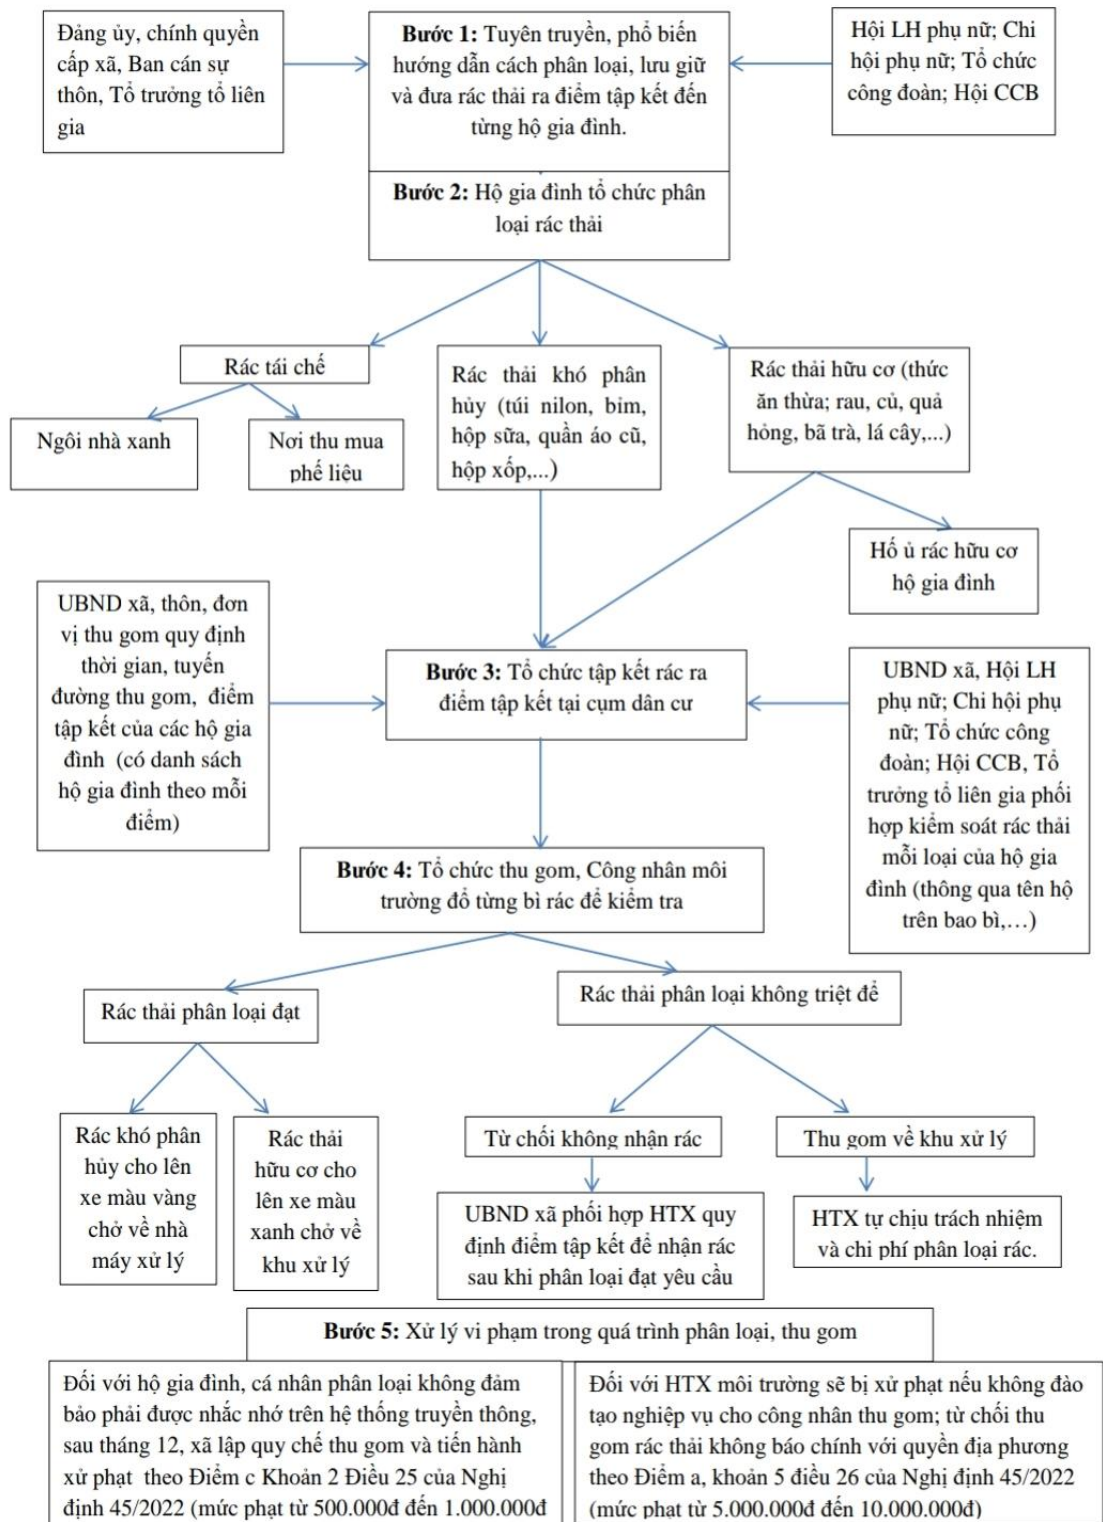 Đảng ủy, chính quyền
cấp xã, Ban cán sự
thôn, Tổ trưởng tổ liên
gia
Bước 1: Tuyên truyền, phổ biến
hướng dẫn cách phân loại, lưu giữ
và đưa rác thải ra điểm tập kết đến
từng hộ gia đình.
Hội LH phụ nữ; Chi
hội phụ nữ; Tổ chức
công đoàn; Hội CCB
Bước 2: Hộ gia đình tổ chức phân
loại rác thải
Rác tái chế
Ngôi nhà xanh
Nơi thu mua
phế liệu
Rác thải khó phân
hủy (túi nilon, bỉm,
hộp sữa, quần áo cũ,
hộp xốp,...)
Rác thải hữu cơ (thức
ăn thừa; rau, củ, quả
hỏng, bã trà, lá cây,...)
Hố ủ rác hữu cơ
hộ gia đình
UBND xã, thôn, đơn
vị thu gom quy định
thời gian, tuyến
đường thu gom, điểm
tập kết của các hộ gia
đình (có danh sách
hộ gia đình theo mỗi
điểm)
Bước 3: Tổ chức tập kết rác ra
điểm tập kết tại cụm dân cư
UBND xã, Hội LH
phụ nữ; Chi hội phụ
nữ; Tổ chức công
đoàn; Hội CCB, Tổ
trưởng tổ liên gia phối
hợp kiểm soát rác thải
mỗi loại của hộ gia
đình (thông qua tên hộ
trên bao bì,...)
Bước 4: Tổ chức thu gom, Công nhân môi
trường đổ từng bì rác để kiểm tra
Rác thải phân loại đạt
Rác thải phân loại không triệt để
Rác khó phân
hủy cho lên
xe màu vàng
chở về nhà
máy xử lý
Rác thải
hữu cơ cho
lên xe màu
xanh chở về
khu xử lý
Từ chối không nhận rác
UBND xã phối hợp HTX quy
định điểm tập kết để nhận rác
sau khi phân loại đạt yêu cầu
Thu gom về khu xử lý
HTX tự chịu trách nhiệm
và chi phí phân loại rác.
Bước 5: Xử lý vi phạm trong quá trình phân loại, thu gom
Đối với hộ gia đình, cá nhân phân loại không đảm
bảo phải được nhắc nhớ trên hệ thống truyền thông,
sau tháng 12, xã lập quy chế thu gom và tiến hành
xử phạt theo Điểm c Khoản 2 Điều 25 của Nghị
định 45/2022 (mức phạt từ 500.000đ đến 1.000.000đ
Đối với HTX môi trường sẽ bị xử phạt nếu không đào
tạo nghiệp vụ cho công nhân thu gom; từ chối thu
gom rác thải không báo chính với quyền địa phương
theo Điểm a, khoản 5 điều 26 của Nghị định 45/2022
(mức phạt từ 5.000.000đ đến 10.000.000đ)